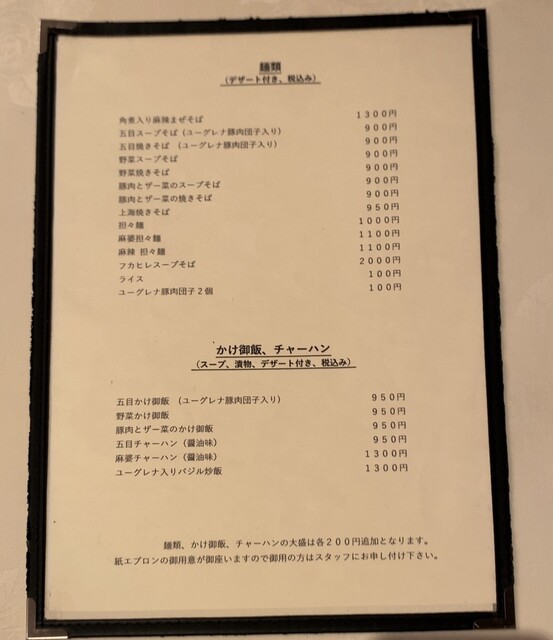 麺類
(デザート付き、税込み)
角煮入り麻辣まぜそば 1300円
五目スープそば (ユーグレナ豚肉団子入り) 900円
五目焼きそば (ユーグレナ豚肉団子入り) 900円
野菜スープそば 900円
野菜焼きそば 900円
豚肉とザー菜のスープそば 900円
豚肉とザー菜の焼きそば 900円
上海焼きそば 950円
担々麺 1000円
麻婆担々麺 1100円
麻辣 担々麺 1100円
フカヒレスープそば 2000円
ライス 100円
ユーグレナ豚肉団子2個 100円
かけ御飯、チャーハン
(スープ、漬物、デザート付き、税込み)
五目かけ御飯 (ユーグレナ豚肉団子入り) 950円
野菜かけ御飯 950円
豚肉とザー菜のかけ御飯 950円
五目チャーハン (醤油味) 950円
麻婆チャーハン (醤油味) 1300円
ユーグレナ入りバジル炒飯 1300円
麺類、かけ御飯、チャーハンの大盛は各200円追加となります。
紙エプロンの御用意が御座いますので御用の方はスタッフにお申し付け下さい。